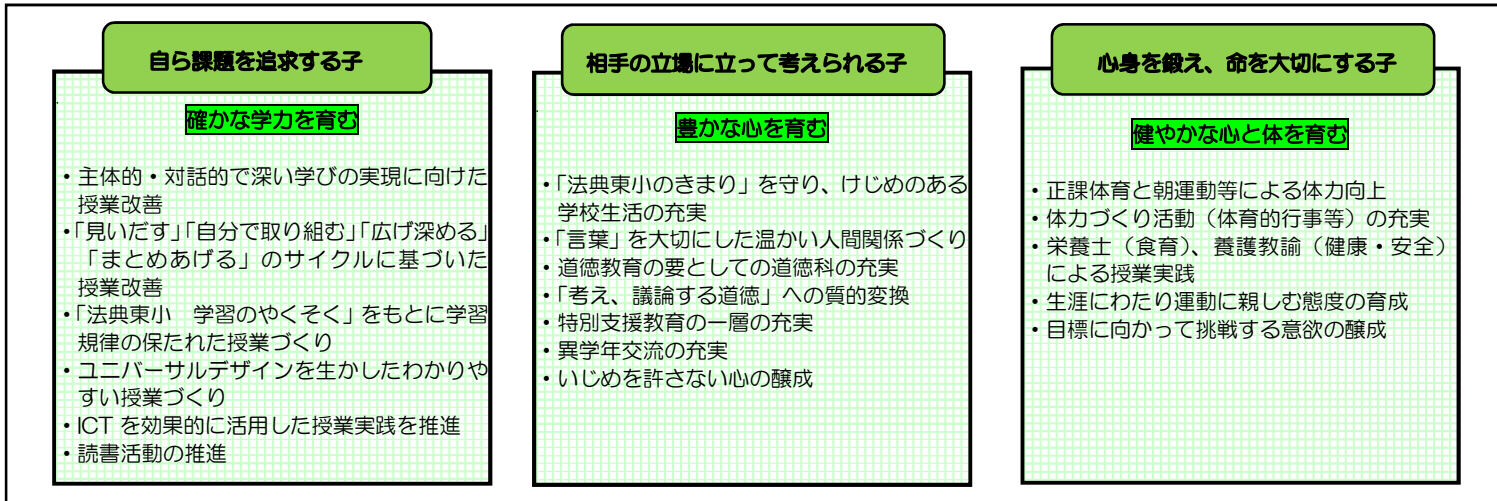 自ら課題を追求する子
確かな学力を育む
・主体的・対話的で深い学びの実現に向けた
授業改善
・「見いだす」「自分で取り組む」「広げ深める」
「まとめあげる」のサイクルに基づいた
授業改善
・「法典東小　学習のやくそく」をもとに学習
規律の保たれた授業づくり
・ユニバーサルデザインを生かしたわかりや
すい授業づくり
・ICT を効果的に活用した授業実践を推進
・読書活動の推進
相手の立場に立って考えられる子
豊かな心を育む
・「法典東小のきまり」を守り、けじめのある
学校生活の充実
・「言葉」を大切にした温かい人間関係づくり
・道徳教育の要としての道徳科の充実
・「考え、議論する道徳」への質的変換
・特別支援教育の一層の充実
・異学年交流の充実
・いじめを許さない心の醸成
心身を鍛え、命を大切にする子
健やかな心と体を育む
・正課体育と朝運動等による体力向上
・体力づくり活動（体育的行事等）の充実
・栄養士（食育）、養護教諭（健康・安全）
による授業実践
・生涯にわたり運動に親しむ態度の育成
・目標に向かって挑戦する意欲の醸成